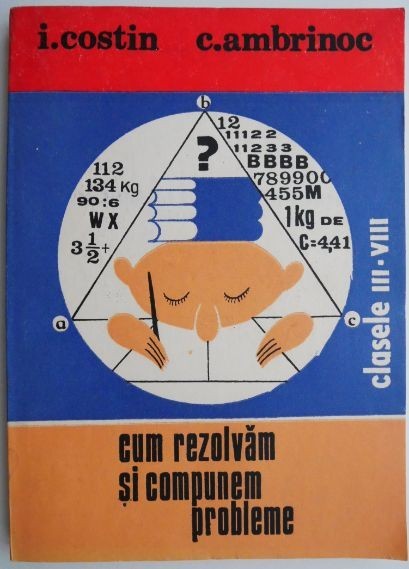 i.costin c.ambrinoc
b
?
12
11122
11233
BBBB
789900
455M
1kg DE
C=4,41
112
134 Kg
90:6
W X
3 1/2 +
a
c
clasele III-VIII
cum rezolvăm
și compunem
probleme